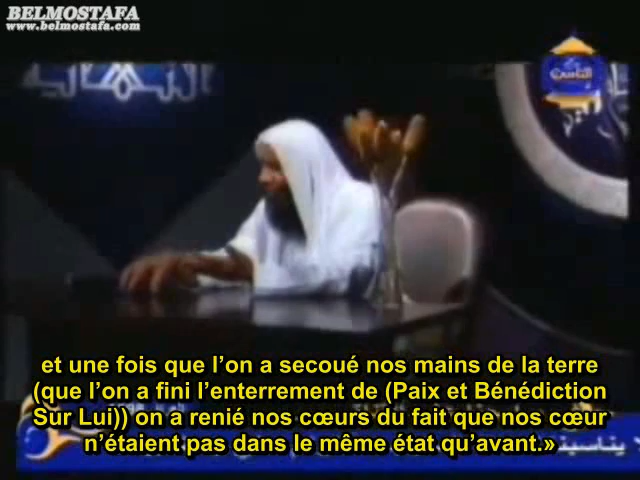 BELMOSTAFA
www.belmostafa.com
الناس
النهاية
et une fois que l'on a secoué nos mains de la terre
(que l'on a fini l'enterrement de (Paix et Bénédiction
Sur Lui)) on a renié nos cœurs du fait que nos cœur
n'étaient pas dans le même état qu'avant.»